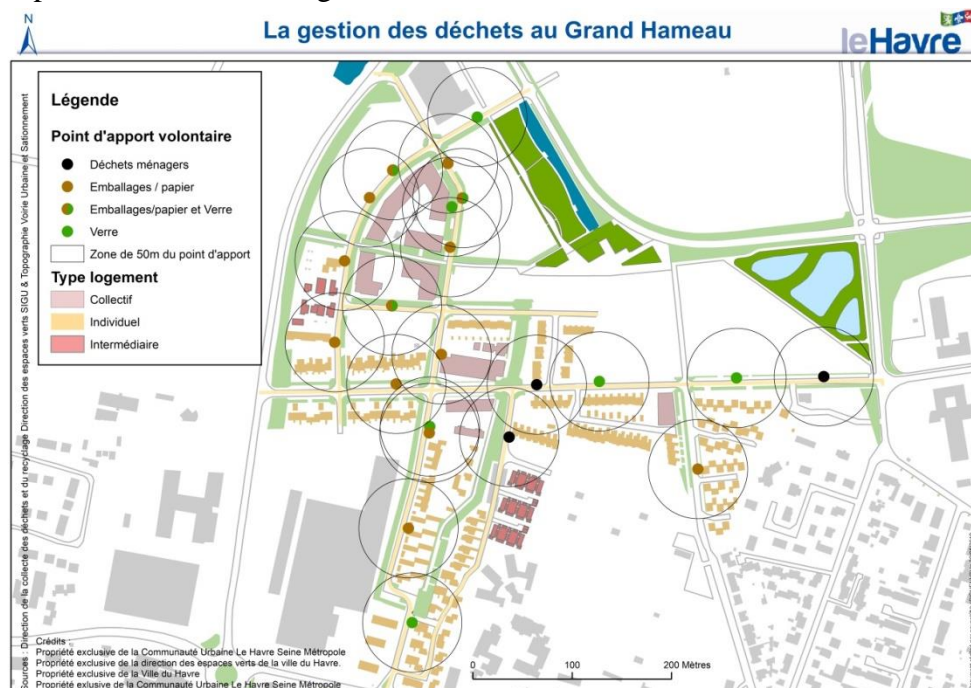 N
La gestion des déchets au Grand Hameau
leHavre
Légende
Point d'apport volontaire
Déchets ménagers
Emballages / papier
Emballages/papier et Verre
Verre
Zone de 50m du point d'apport
Type logement
Collectif
Individuel
Intermédiaire
Sources : Direction de la collecte des déchets et du recyclage Direction des espaces verts SIGU & Topographie Voirie Urbaine et Sationnement
Crédits :
Propriété exclusive de la Communauté Urbaine Le Havre Seine Métropole
Propriété exclusive de la direction des espaces verts de la ville du Havre.
Propriété exclusive de la Ville du Havre
Propriété exlusive de la Communauté Urbaine Le Havre Seine Métropole
0 100 200 Mètres